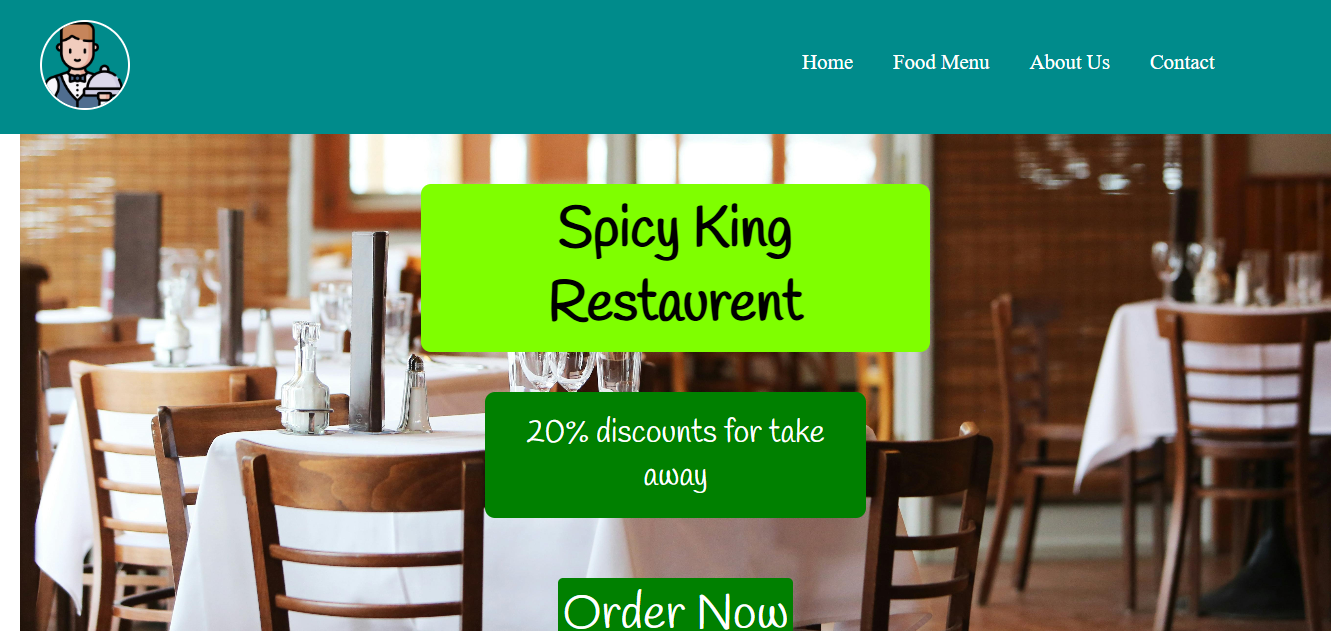 Home Food Menu About Us Contact
Spicy King
Restaurent
20% discounts for take
away
Order Now